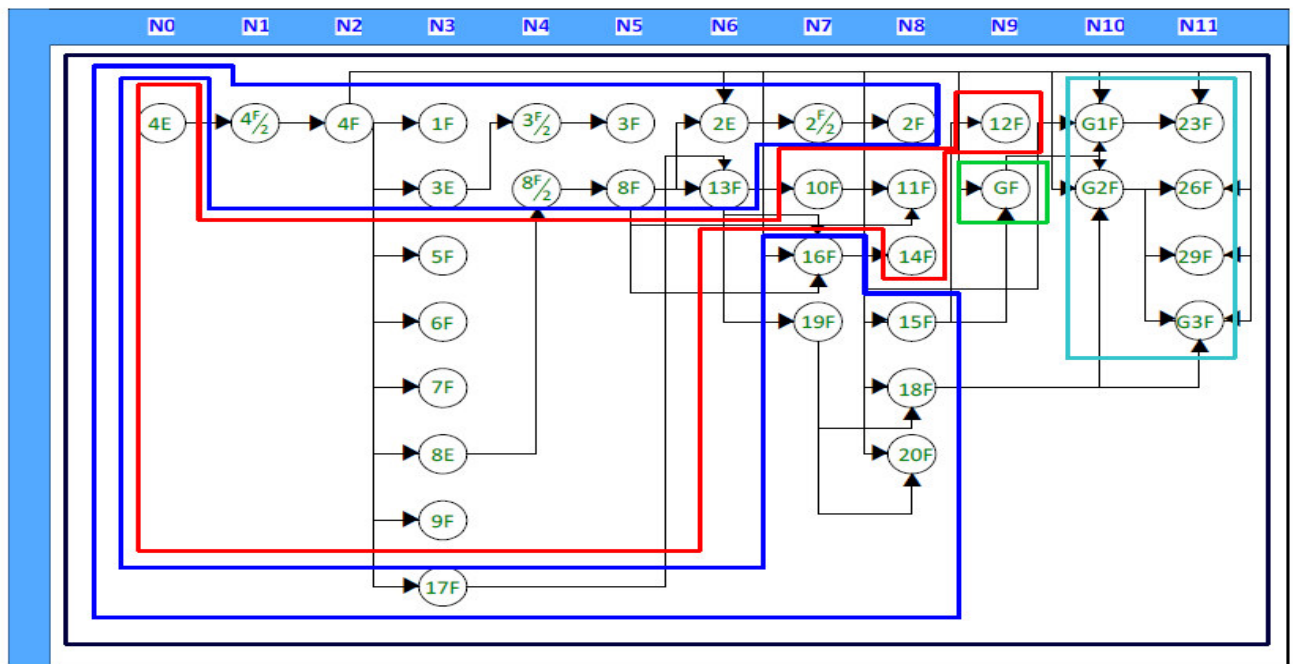 N0 N1 N2 N3 N4 N5 N6 N7 N8 N9 N10 N11
4E 4F/2 4F 1F 3F/2 3F 2E 2F/2 2F 12F G1F 23F
3E 8F/2 8F 13F 10F 11F GF G2F 26F
5F 16F 14F 29F
6F 19F 15F G3F
7F 18F
8E 20F
9F
17F